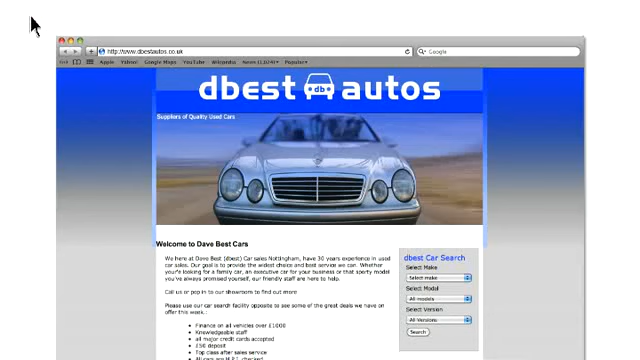 http://www.dbestautos.co.uk
Google
Apple Yahoo! Google Maps YouTube Wikipedia Popular
dbest db autos
Suppliers of Quality Used Cars
Welcome to Dave Best Cars
We here at Dave Best (dbest) Car sales Nottingham, have 30 years experience in used
car sales. Our goal is to provide the widest choice and best service we can. Whether
your're looking for a family car, an executive car for your business or that sporty model
you've always promised yourself, our friendly staff are here to help.
Call us or pop in to our showroom to find out more
Please use our car search facility opposite to see some of the great deals we have on
offer this week.:
• Finance on all vehicles over £1000
• Knowledgeable staff
• all major credit cards accepted
• £50 deposit
• Top class after sales service
• All cars are H.P.I. checked
dbest Car Search
Select Make
Select make
Select Model
All models
Select Version
All Versions
Search